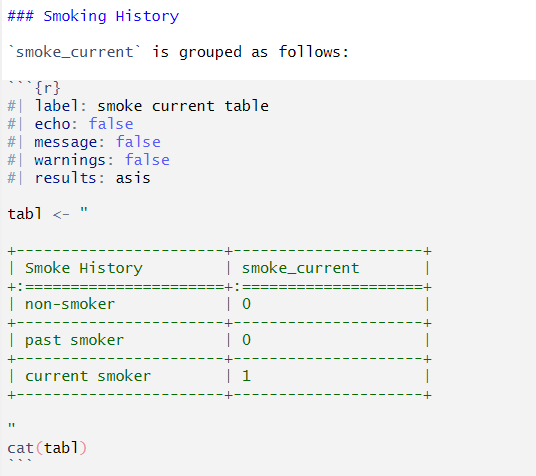 ### Smoking History
`smoke_current` is grouped as follows:
```{r}
#| label: smoke current table
#| echo: false
#| message: false
#| warnings: false
#| results: asis
tabl <- "
+-----------------------+---------------------+
| Smoke History         | smoke_current       |
+:======================+:====================+
| non-smoker            | 0                   |
+-----------------------+---------------------+
| past smoker           | 0                   |
+-----------------------+---------------------+
| current smoker        | 1                   |
+-----------------------+---------------------+
"
cat(tabl)
```